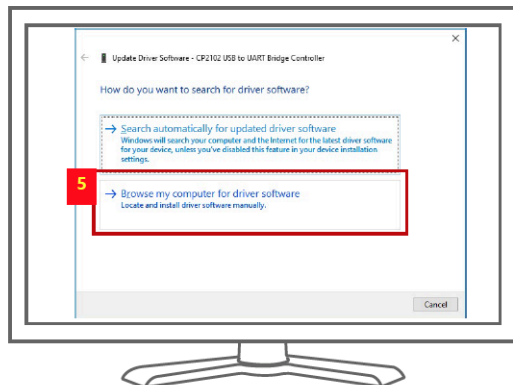 Update Driver Software - CP2102 USB to UART Bridge Controller
How do you want to search for driver software?
Search automatically for updated driver software
Windows will search your computer and the Internet for the latest driver software
for your device, unless you've disabled this feature in your device installation
settings.
5
Browse my computer for driver software
Locate and install driver software manually.
Cancel